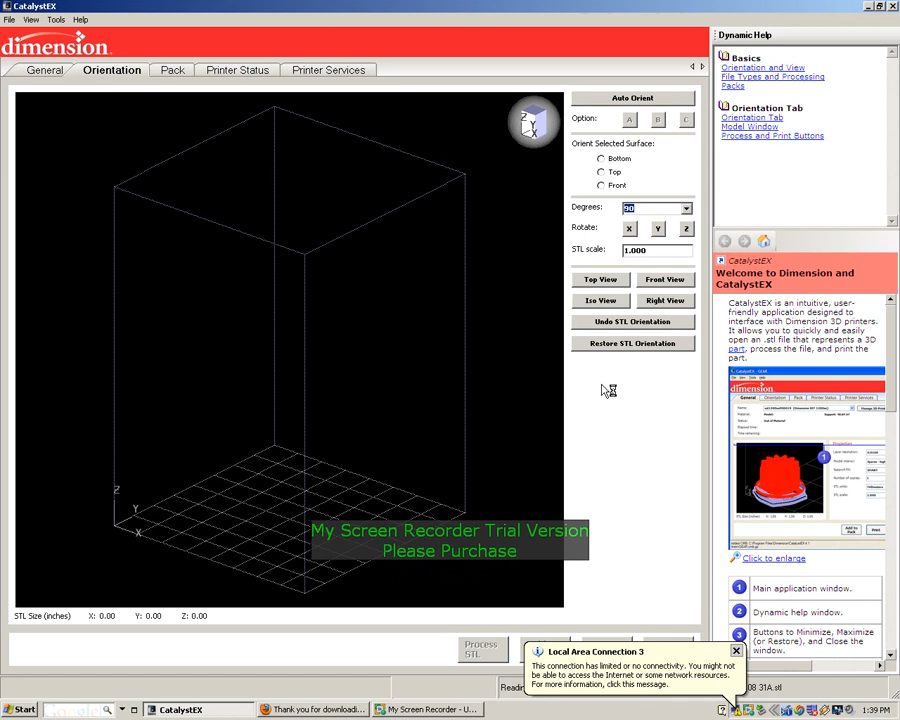 CatalystEX
File View Tools Help
dimension
General Orientation Pack Printer Status Printer Services
Auto Orient
Option: A B C
Orient Selected Surface:
Bottom
Top
Front
Degrees: 90
Rotate: X Y Z
STL scale: 1.000
Top View Front View
Iso View Right View
Undo STL Orientation
Restore STL Orientation
Z
Y
X
Z
Y
X
My Screen Recorder Trial Version
Please Purchase
STL Size (inches) X: 0.00 Y: 0.00 Z: 0.00
Process
STL
Dynamic Help
Basics
Orientation and View
File Types and Processing
Packs
Orientation Tab
Orientation Tab
Model Window
Process and Print Buttons
CatalystEX
Welcome to Dimension and
CatalystEX
CatalystEX is an intuitive, user-
friendly application designed to
interface with Dimension 3D printers.
It allows you to quickly and easily
open an .stl file that represents a 3D
part, process the file, and print the
part.
dimension
1
Click to enlarge
1 Main application window.
2 Dynamic help window.
3 Buttons to Minimize, Maximize
(or Restore), and Close the
window.
Local Area Connection 3
This connection has limited or no connectivity. You might not
be able to access the Internet or some network resources.
For more information, click this message.
08 31A.stl
Start
Google
Search
CatalystEX
Thank you for downloadi...
My Screen Recorder - U...
1:39 PM